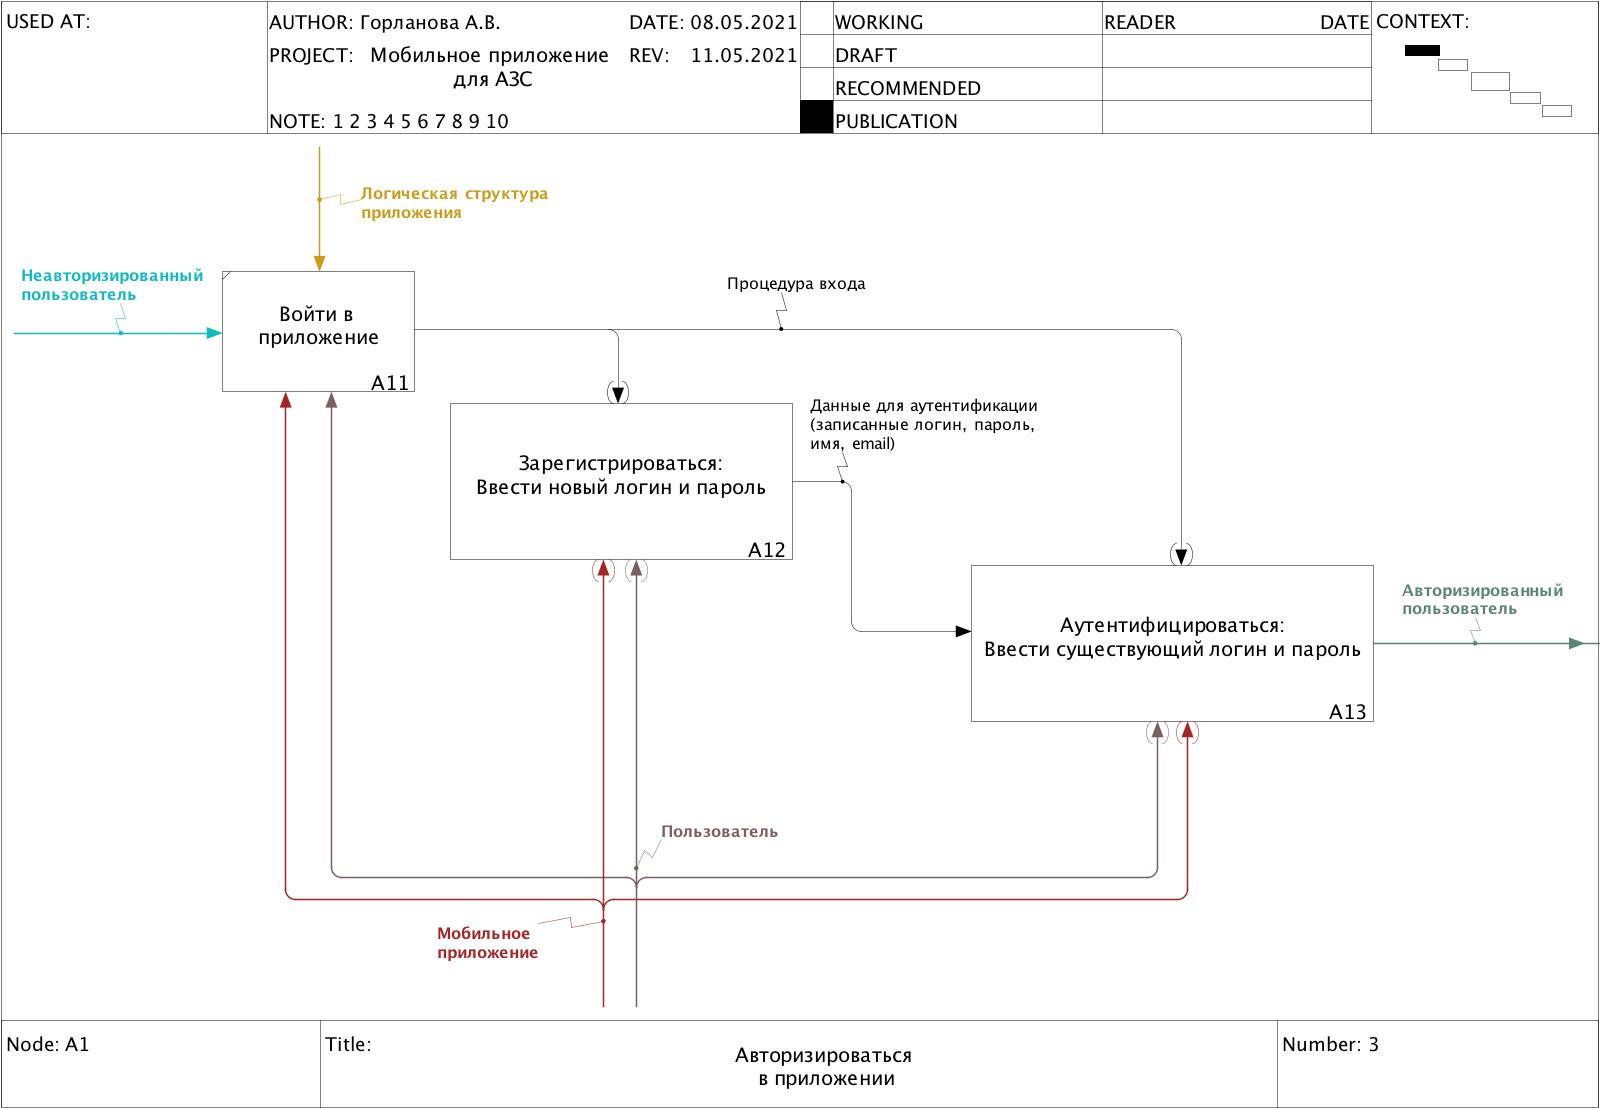 USED AT:
AUTHOR: Горланова А.В.
DATE: 08.05.2021
PROJECT: Мобильное приложение
для АЗС
REV: 11.05.2021
NOTE: 1 2 3 4 5 6 7 8 9 10
WORKING
DRAFT
RECOMMENDED
PUBLICATION
READER
DATE
CONTEXT:
Логическая структура
приложения
Неавторизированный
пользователь
Войти в
приложение
A11
Процедура входа
Данные для аутентификации
(записанные логин, пароль,
имя, email)
Зарегистрироваться:
Ввести новый логин и пароль
A12
Авторизированный
пользователь
Аутентифицироваться:
Ввести существующий логин и пароль
A13
Пользователь
Мобильное
приложение
Node: A1
Title:
Авторизироваться
в приложении
Number: 3